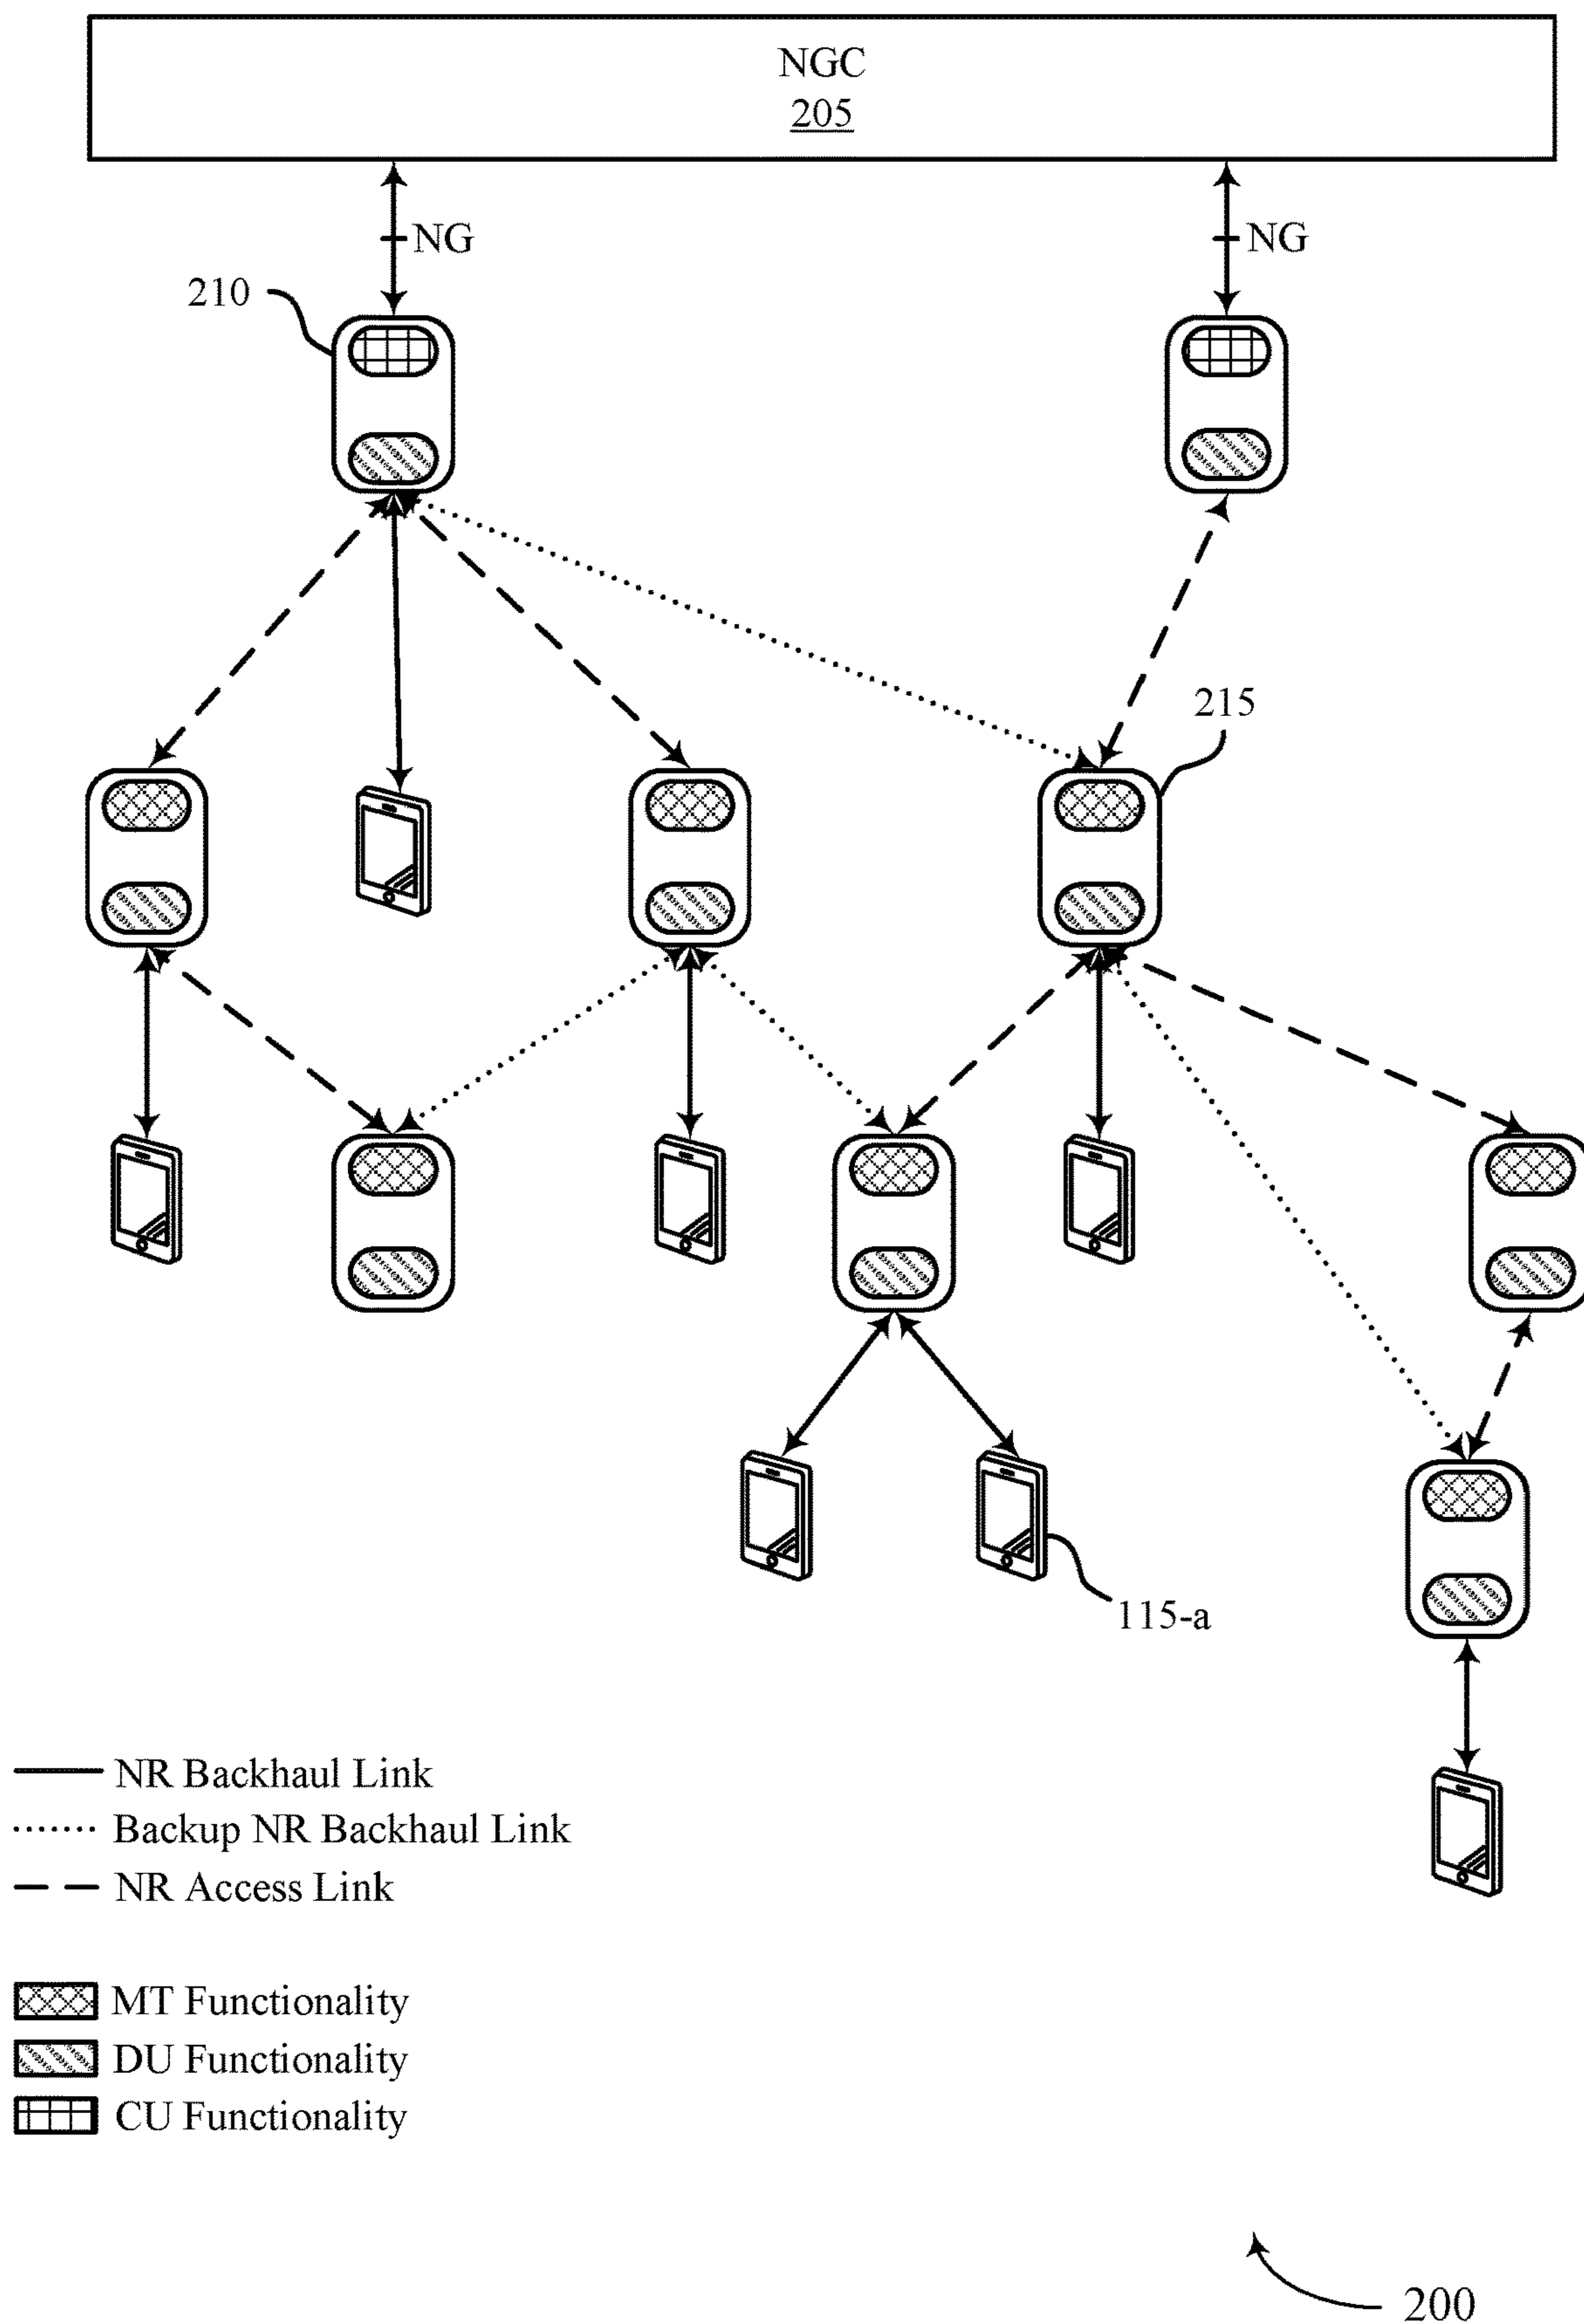 NGC
205
NG
NG
210
215
115-a
NR Backhaul Link
Backup NR Backhaul Link
NR Access Link
MT Functionality
DU Functionality
CU Functionality
200